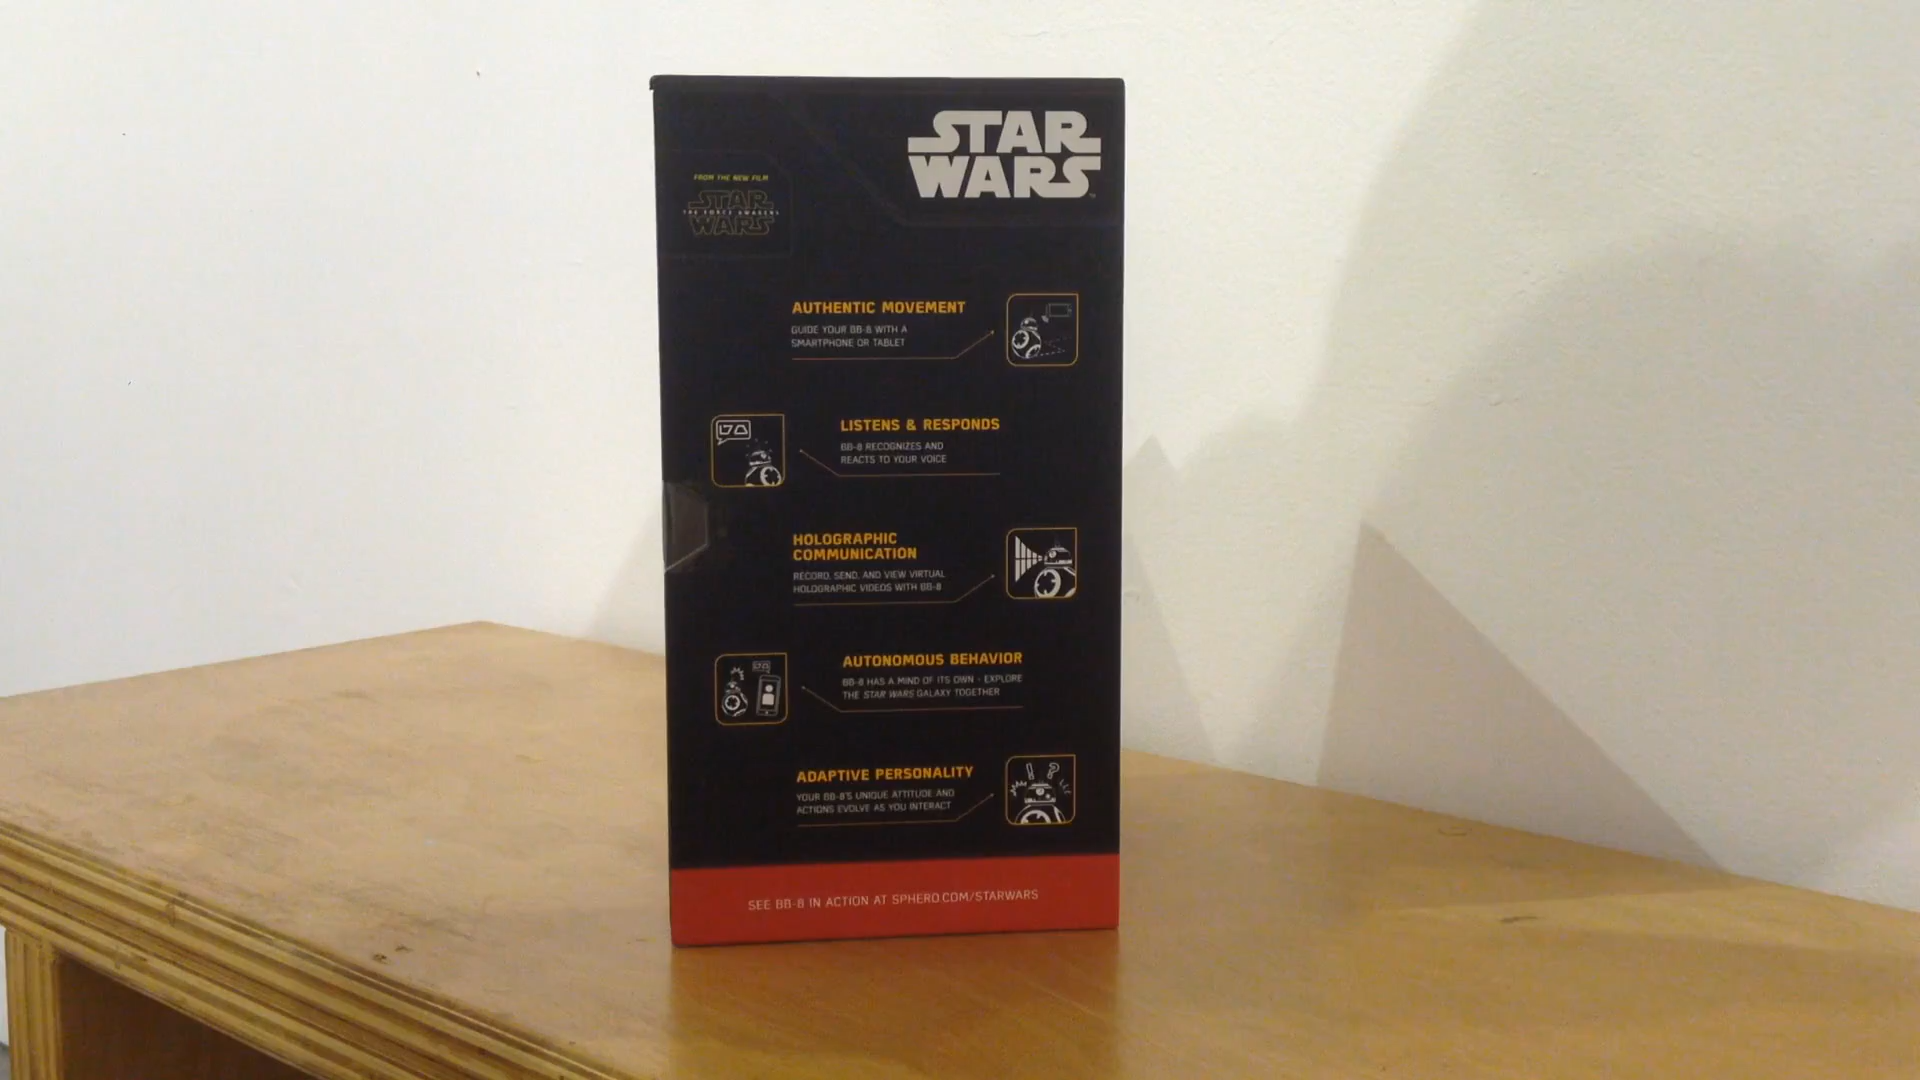 STAR
WARS
FROM THE NEW FILM
STAR
THE FORCE AWAKENS
WARS
AUTHENTIC MOVEMENT
GUIDE YOUR BB-8 WITH A
SMARTPHONE OR TABLET
LISTENS & RESPONDS
BB-8 RECOGNIZES AND
REACTS TO YOUR VOICE
HOLOGRAPHIC
COMMUNICATION
RECORD, SEND, AND VIEW VIRTUAL
HOLOGRAPHIC VIDEOS WITH BB-8
AUTONOMOUS BEHAVIOR
BB-8 HAS A MIND OF ITS OWN - EXPLORE
THE STAR WARS GALAXY TOGETHER
ADAPTIVE PERSONALITY
YOUR BB-8'S UNIQUE ATTITUDE AND
ACTIONS EVOLVE AS YOU INTERACT
SEE BB-8 IN ACTION AT SPHERO.COM/STARWARS